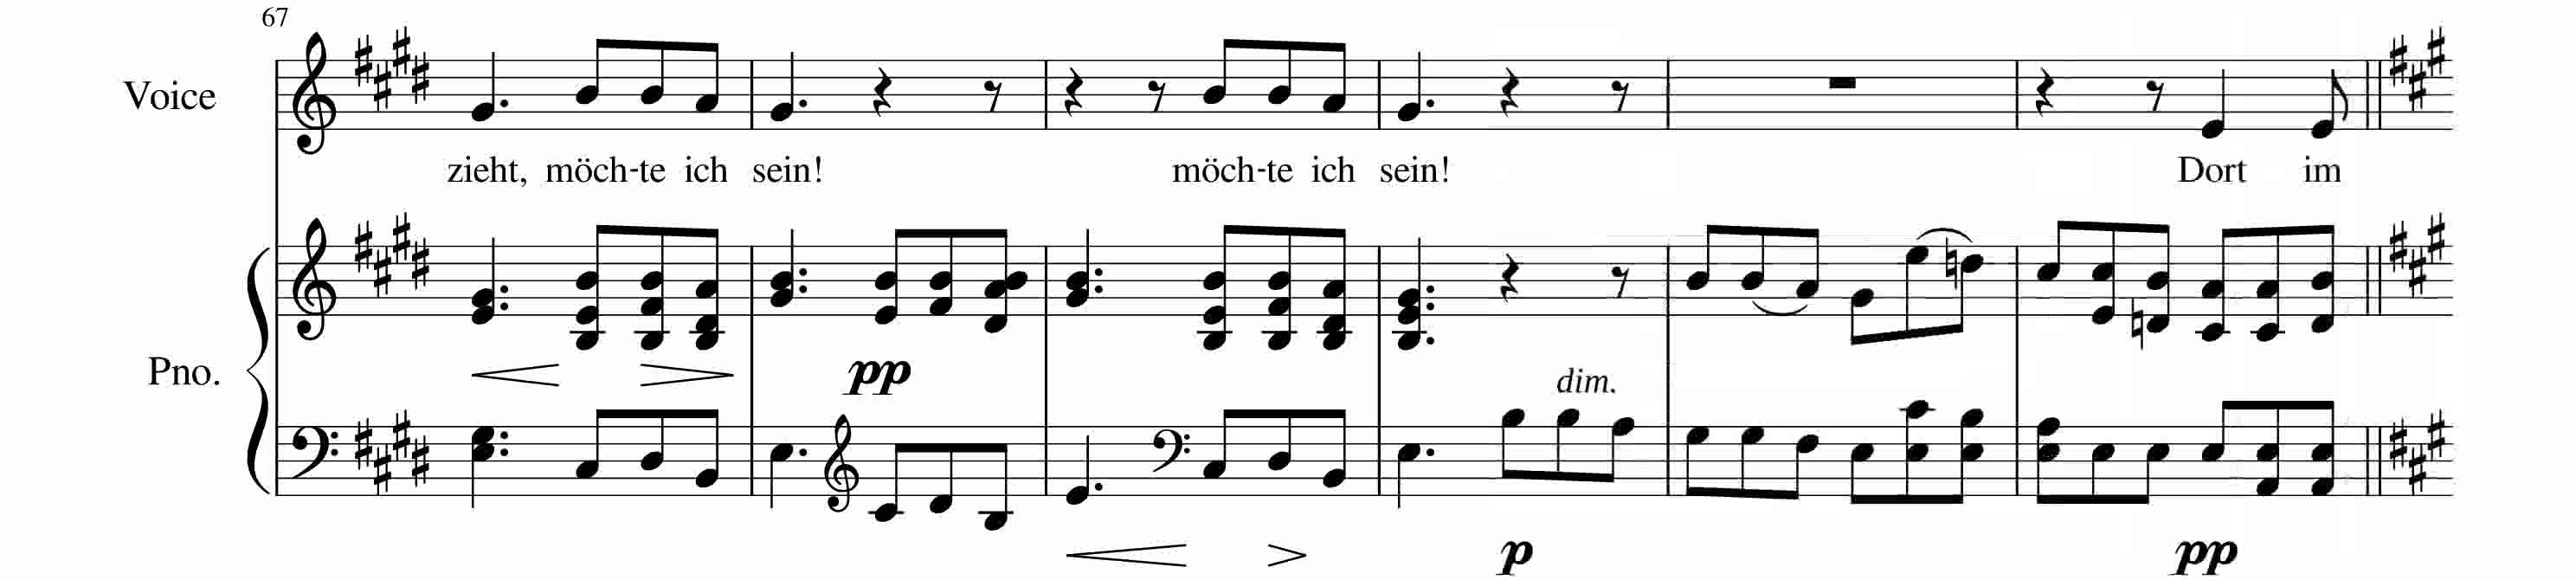 67
Voice
zieht, möch-te ich sein! möch-te ich sein! Dort im
Pno.
pp
dim.
p
pp